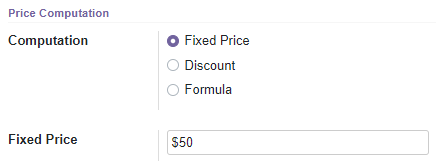 Price Computation
Computation
Fixed Price
Discount
Formula
Fixed Price
$50